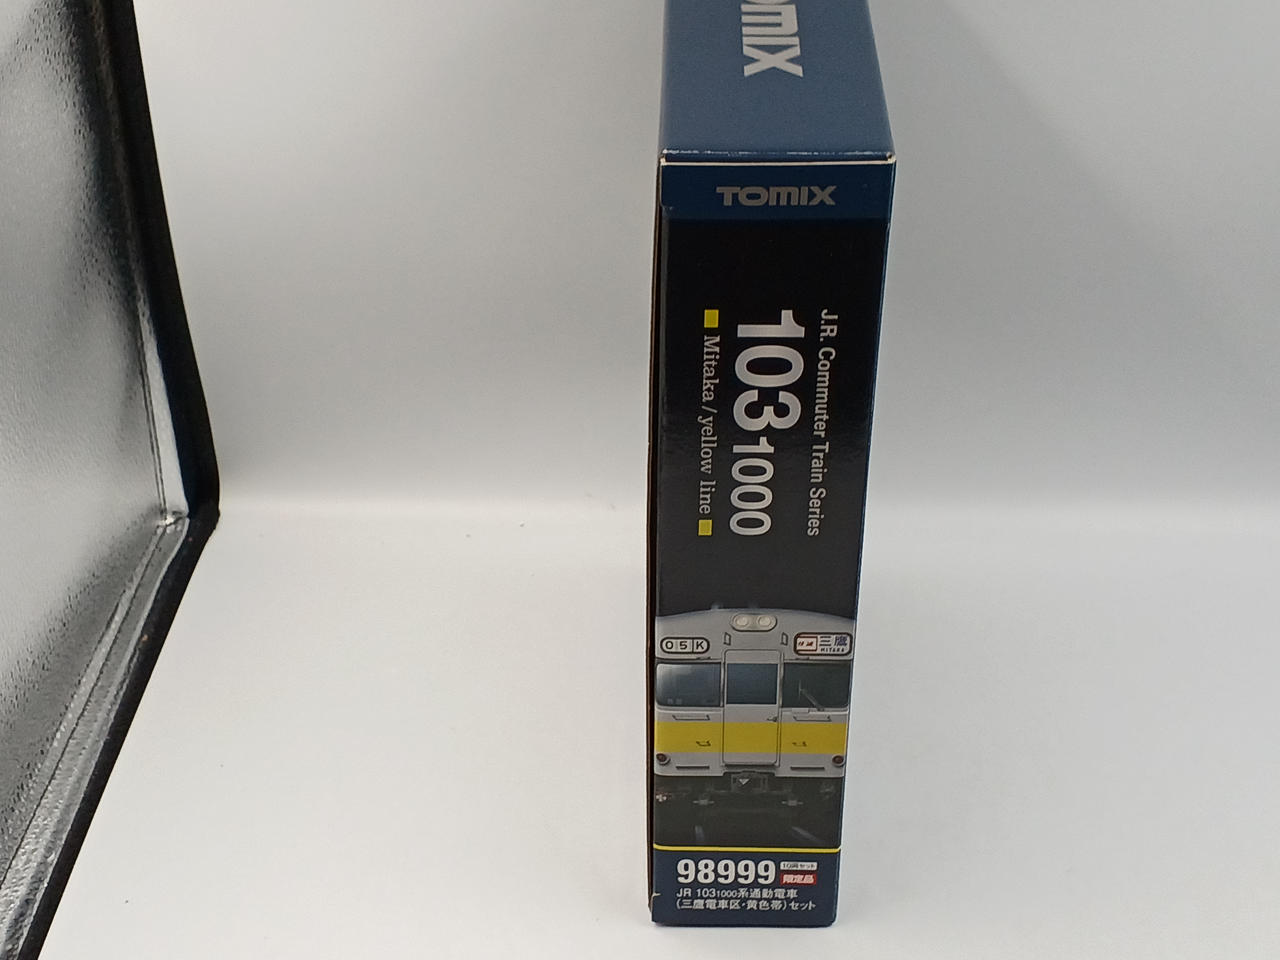 TOMIX
TOMIX
J.R. Commuter Train Series
103 1000
Mitaka / yellow line
05K
三鷹
MITAKA
98999
10両セット
限定品
JR 103 1000系通勤電車
(三鷹電車区・黄色帯)セット